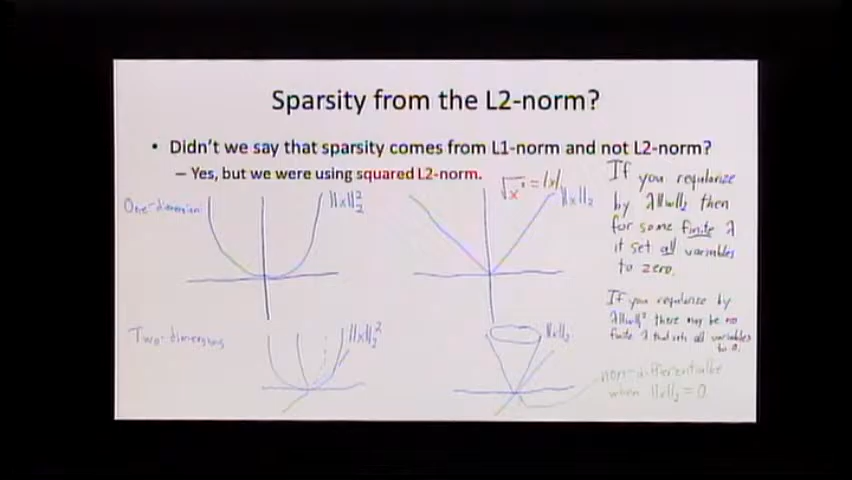 Sparsity from the L2-norm?
• Didn't we say that sparsity comes from L1-norm and not L2-norm?
– Yes, but we were using squared L2-norm.
One-dimension
||x||₂²
√x² = |x|
||x||₂
If you regularize
by λ||w||₂ then
for some finite λ
it set all variables
to zero.
If you regularize by
λ||w||₂² there may be no
finite λ that sets all variables
to 0.
Two-dimensions
||x||₂²
||x||₂
non-differentiable
when ||x||₂ = 0